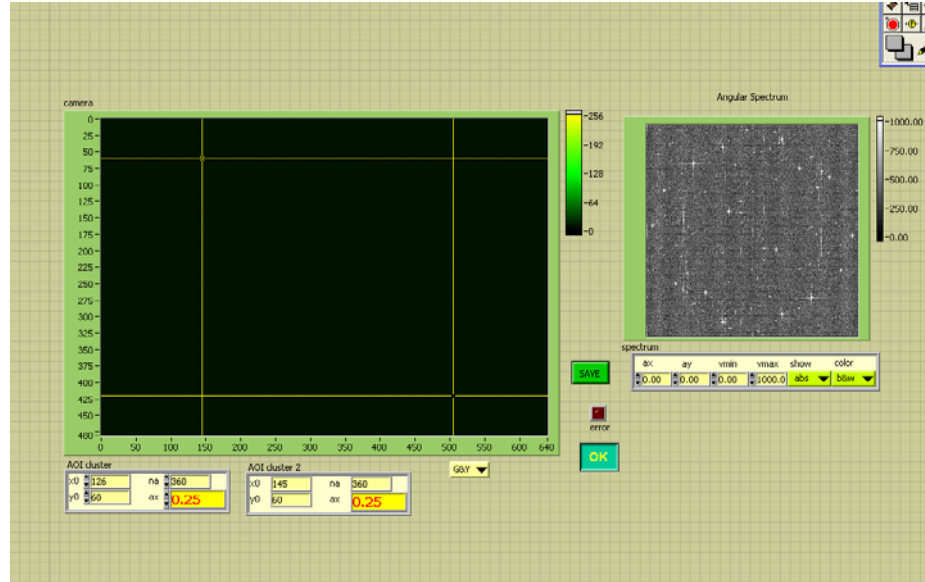 camera
0
25
50
75
100
125
150
175
200
225
250
275
300
325
350
375
400
425
450
480
0 50 100 150 200 250 300 350 400 450 500 550 600 640
256
192
128
64
0
Angular Spectrum
1000.00
750.00
500.00
250.00
0.00
spectrum
ax ay vmin vmax show color
0.00 0.00 0.00 1000.0 abs b&w
SAVE
error
OK
G&Y
AOI cluster
x0 126 na 360
y0 60 ax 0.25
AOI cluster 2
x0 145 na 360
y0 60 ax 0.25